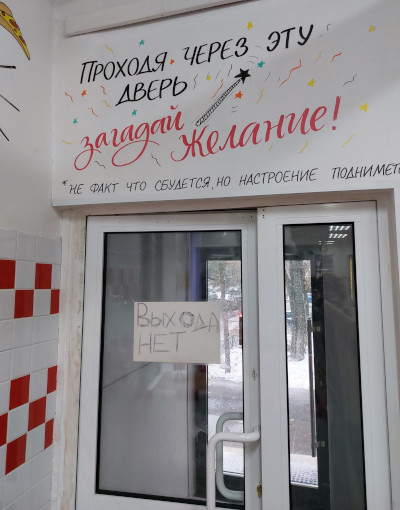 Проходя через эту
дверь
загадай желание!
*не факт что сбудется, но настроение поднимет
Выхода
нет